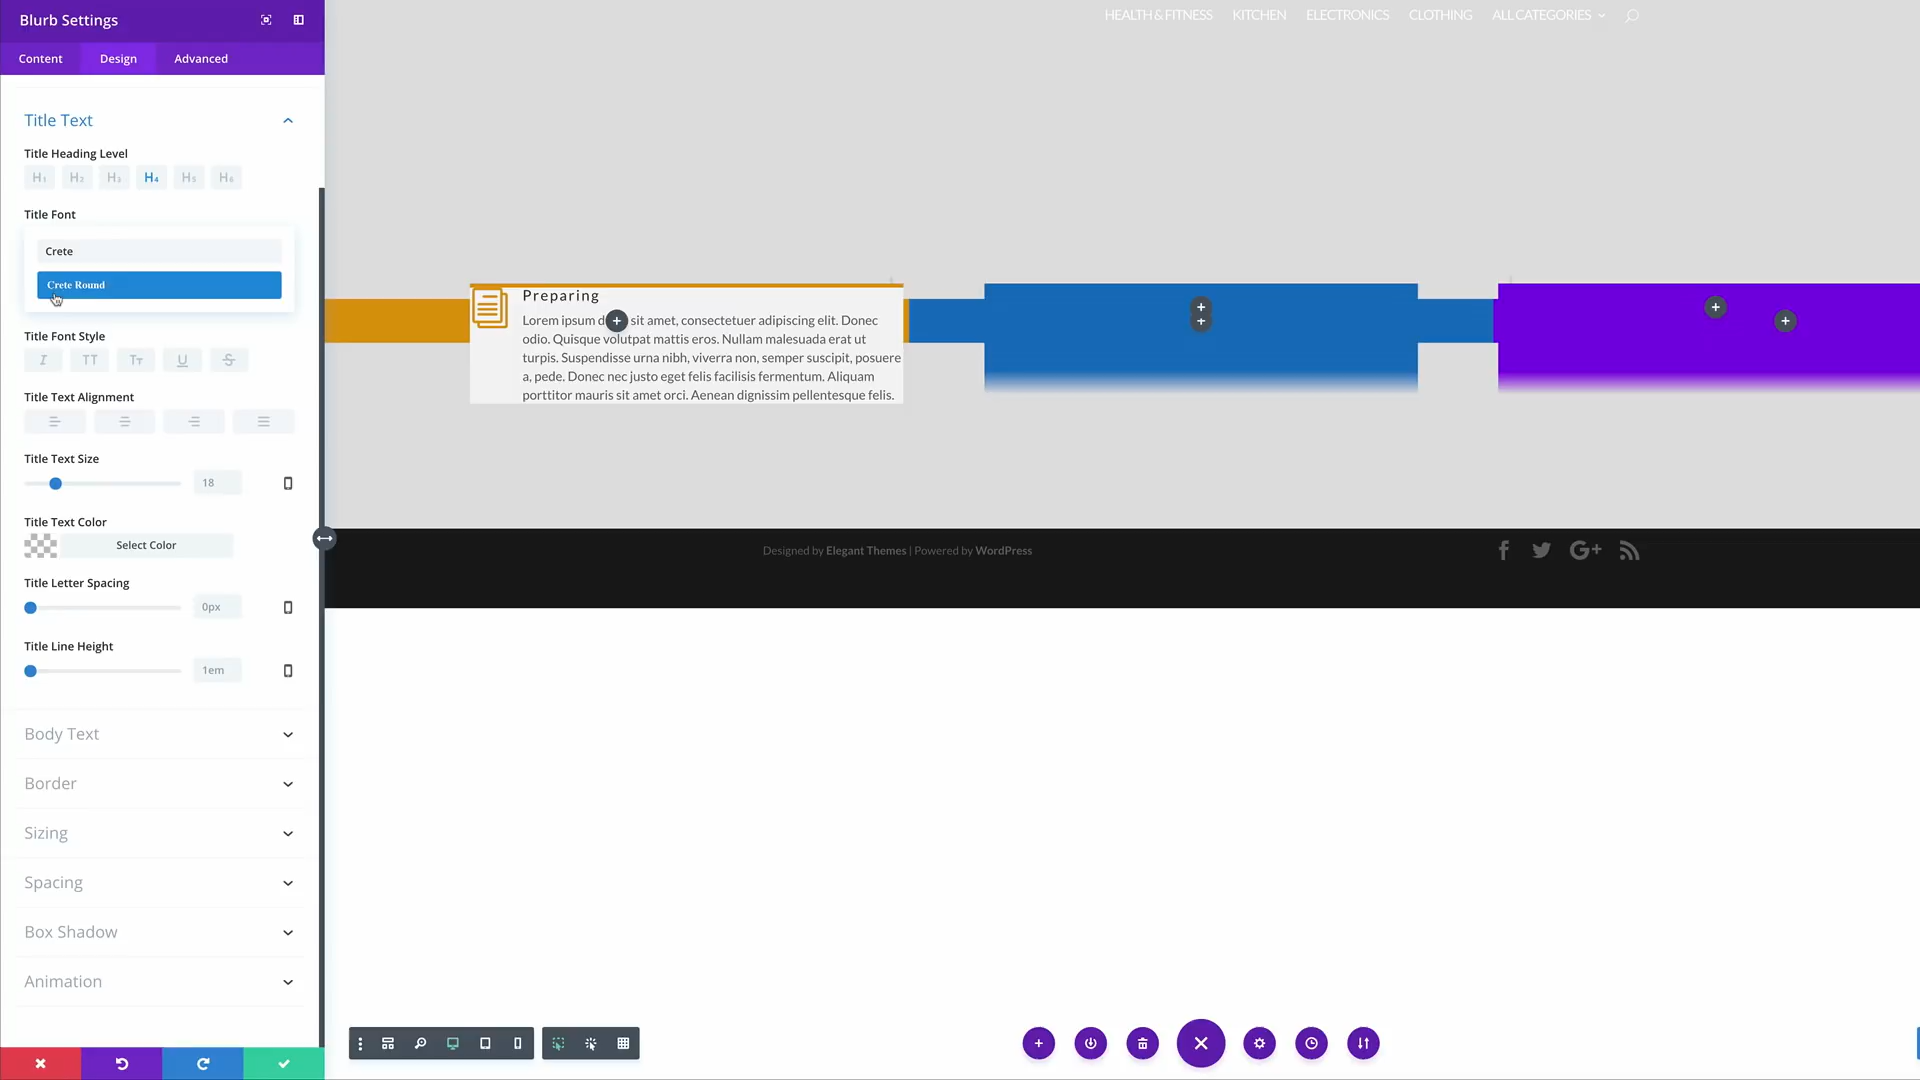 Blurb Settings
Content Design Advanced
HEALTH & FITNESS KITCHEN ELECTRONICS CLOTHING ALL CATEGORIES
Title Text
Title Heading Level
H1 H2 H3 H4 H5 H6
Title Font
Crete
Crete Round
Title Font Style
I TT Tт U S
Title Text Alignment
Title Text Size
18
Title Text Color
Select Color
Title Letter Spacing
0px
Title Line Height
1em
Body Text
Border
Sizing
Spacing
Box Shadow
Animation
Preparing
Lorem ipsum d sit amet, consectetuer adipiscing elit. Donec
odio. Quisque volutpat mattis eros. Nullam malesuada erat ut
turpis. Suspendisse urna nibh, viverra non, semper suscipit, posuere
a, pede. Donec nec justo eget felis facilisis fermentum. Aliquam
porttitor mauris sit amet orci. Aenean dignissim pellentesque felis.
Designed by Elegant Themes | Powered by WordPress